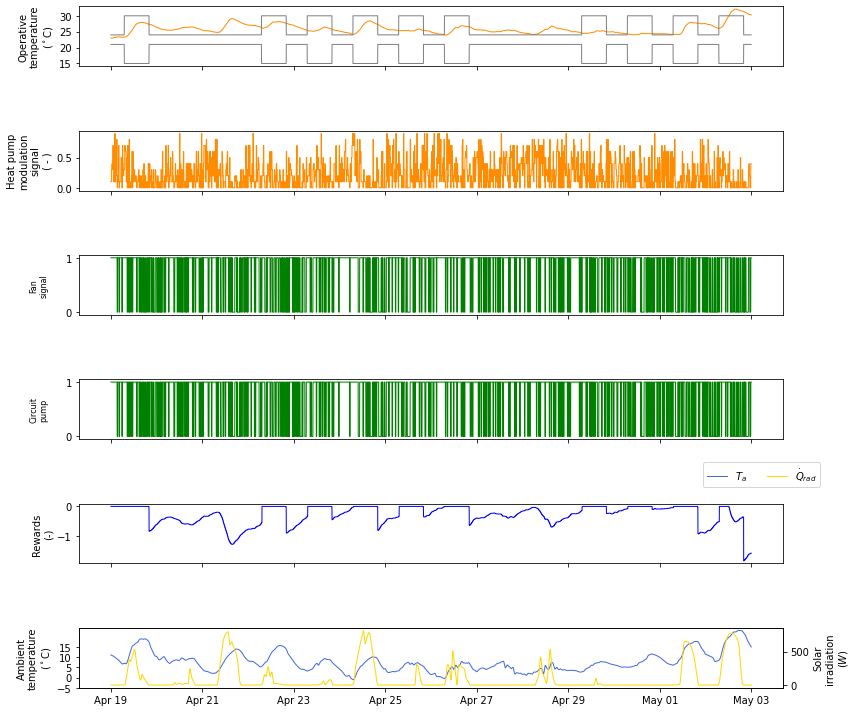 Operative
temperature
(°C)
30
25
20
15
Heat pump
modulation
signal
( - )
0.5
0.0
Fan
signal
1
0
Circuit
pump
1
0
T_a
Q̇_rad
Rewards
(-)
0
−1
Ambient
temperature
(°C)
15
10
5
0
−5
500
0
Solar
irradiation
(W)
Apr 19
Apr 21
Apr 23
Apr 25
Apr 27
Apr 29
May 01
May 03